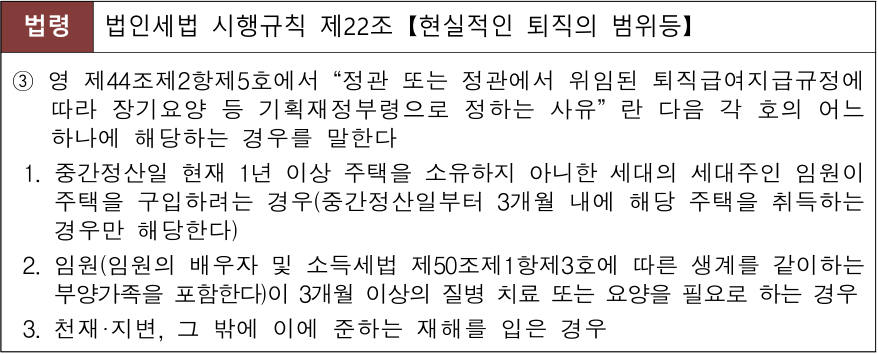 법령 법인세법 시행규칙 제22조【현실적인 퇴직의 범위등】
③ 영 제44조제2항제5호에서 “정관 또는 정관에서 위임된 퇴직급여지급규정에
따라 장기요양 등 기획재정부령으로 정하는 사유” 란 다음 각 호의 어느
하나에 해당하는 경우를 말한다
1. 중간정산일 현재 1년 이상 주택을 소유하지 아니한 세대의 세대주인 임원이
주택을 구입하려는 경우(중간정산일부터 3개월 내에 해당 주택을 취득하는
경우만 해당한다)
2. 임원(임원의 배우자 및 소득세법 제50조제1항제3호에 따른 생계를 같이하는
부양가족을 포함한다)이 3개월 이상의 질병 치료 또는 요양을 필요로 하는 경우
3. 천재·지변, 그 밖에 이에 준하는 재해를 입은 경우